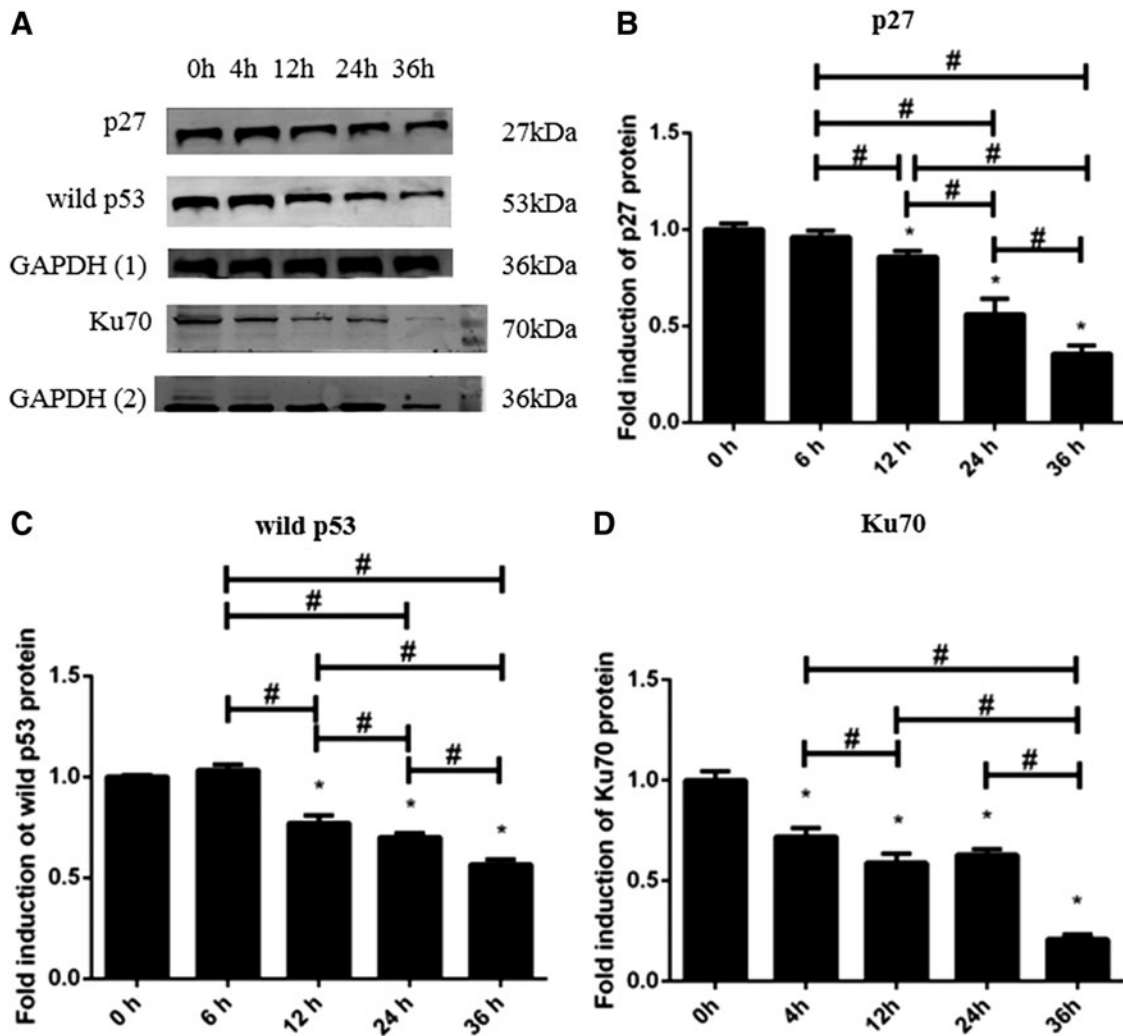 A
0h 4h 12h 24h 36h
p27 27kDa
wild p53 53kDa
GAPDH (1) 36kDa
Ku70 70kDa
GAPDH (2) 36kDa
B
p27
#
#
# #
#
#
Fold induction of p27 protein
1.5
1.0
0.5
0.0
* * *
0 h 6 h 12 h 24 h 36 h
C
wild p53
#
#
#
#
#
#
Fold induction ot wild p53 protein
1.5
1.0
0.5
0.0
* * *
0 h 6 h 12 h 24 h 36 h
D
Ku70
#
#
#
#
Fold induction of Ku70 protein
1.5
1.0
0.5
0.0
* * * *
0h 4h 12h 24h 36h